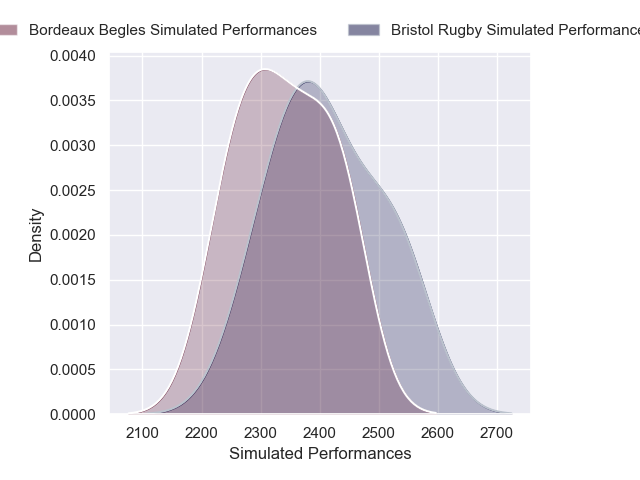 Bordeaux Begles Simulated Performances
Bristol Rugby Simulated Performance
0.0040
0.0035
0.0030
0.0025
0.0020
0.0015
0.0010
0.0005
0.0000
Density
2100 2200 2300 2400 2500 2600 2700
Simulated Performances